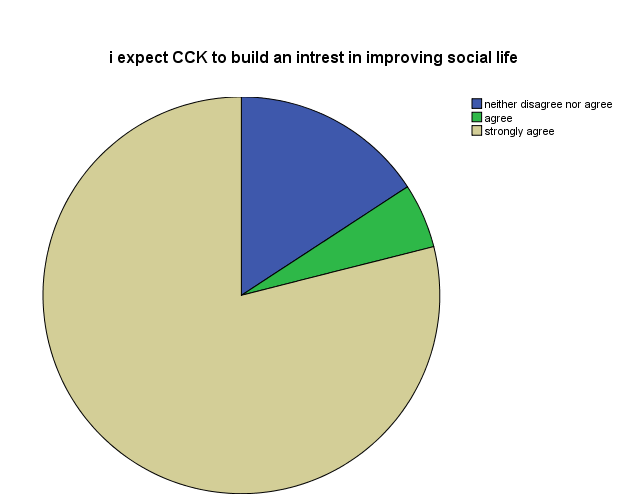 i expect CCK to build an intrest in improving social life
neither disagree nor agree
agree
strongly agree